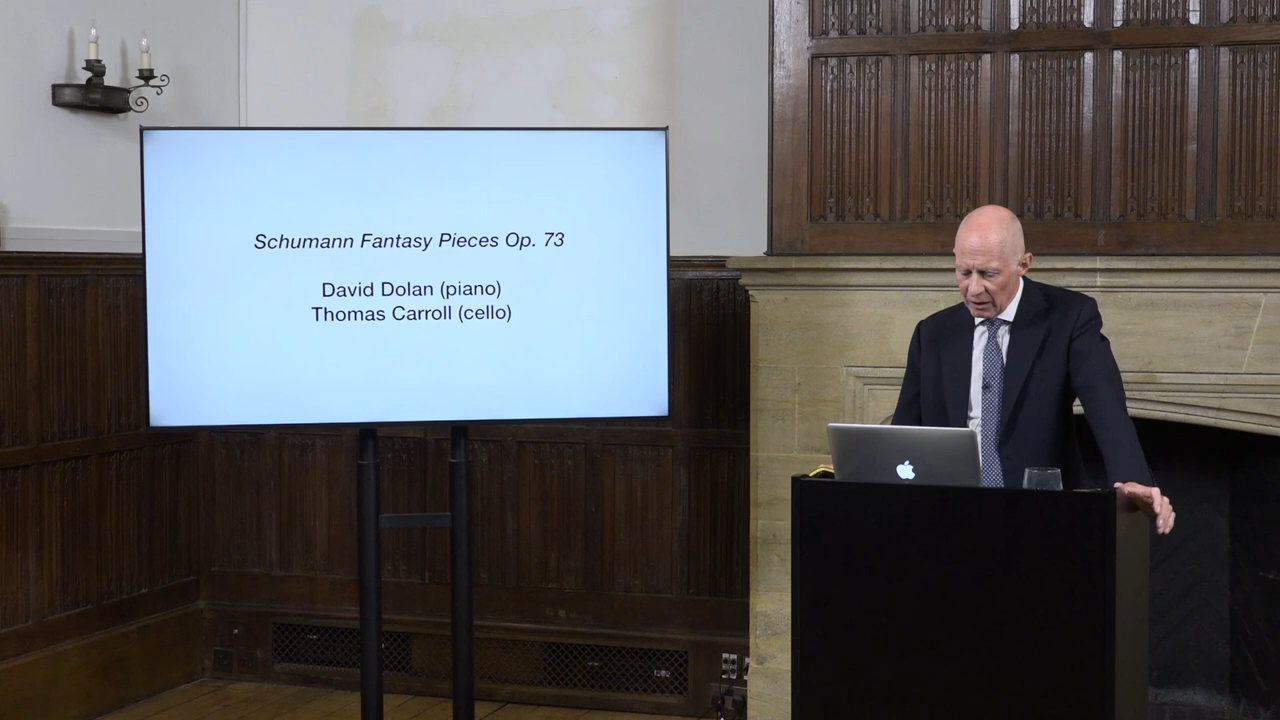 Schumann Fantasy Pieces Op. 73
David Dolan (piano)
Thomas Carroll (cello)